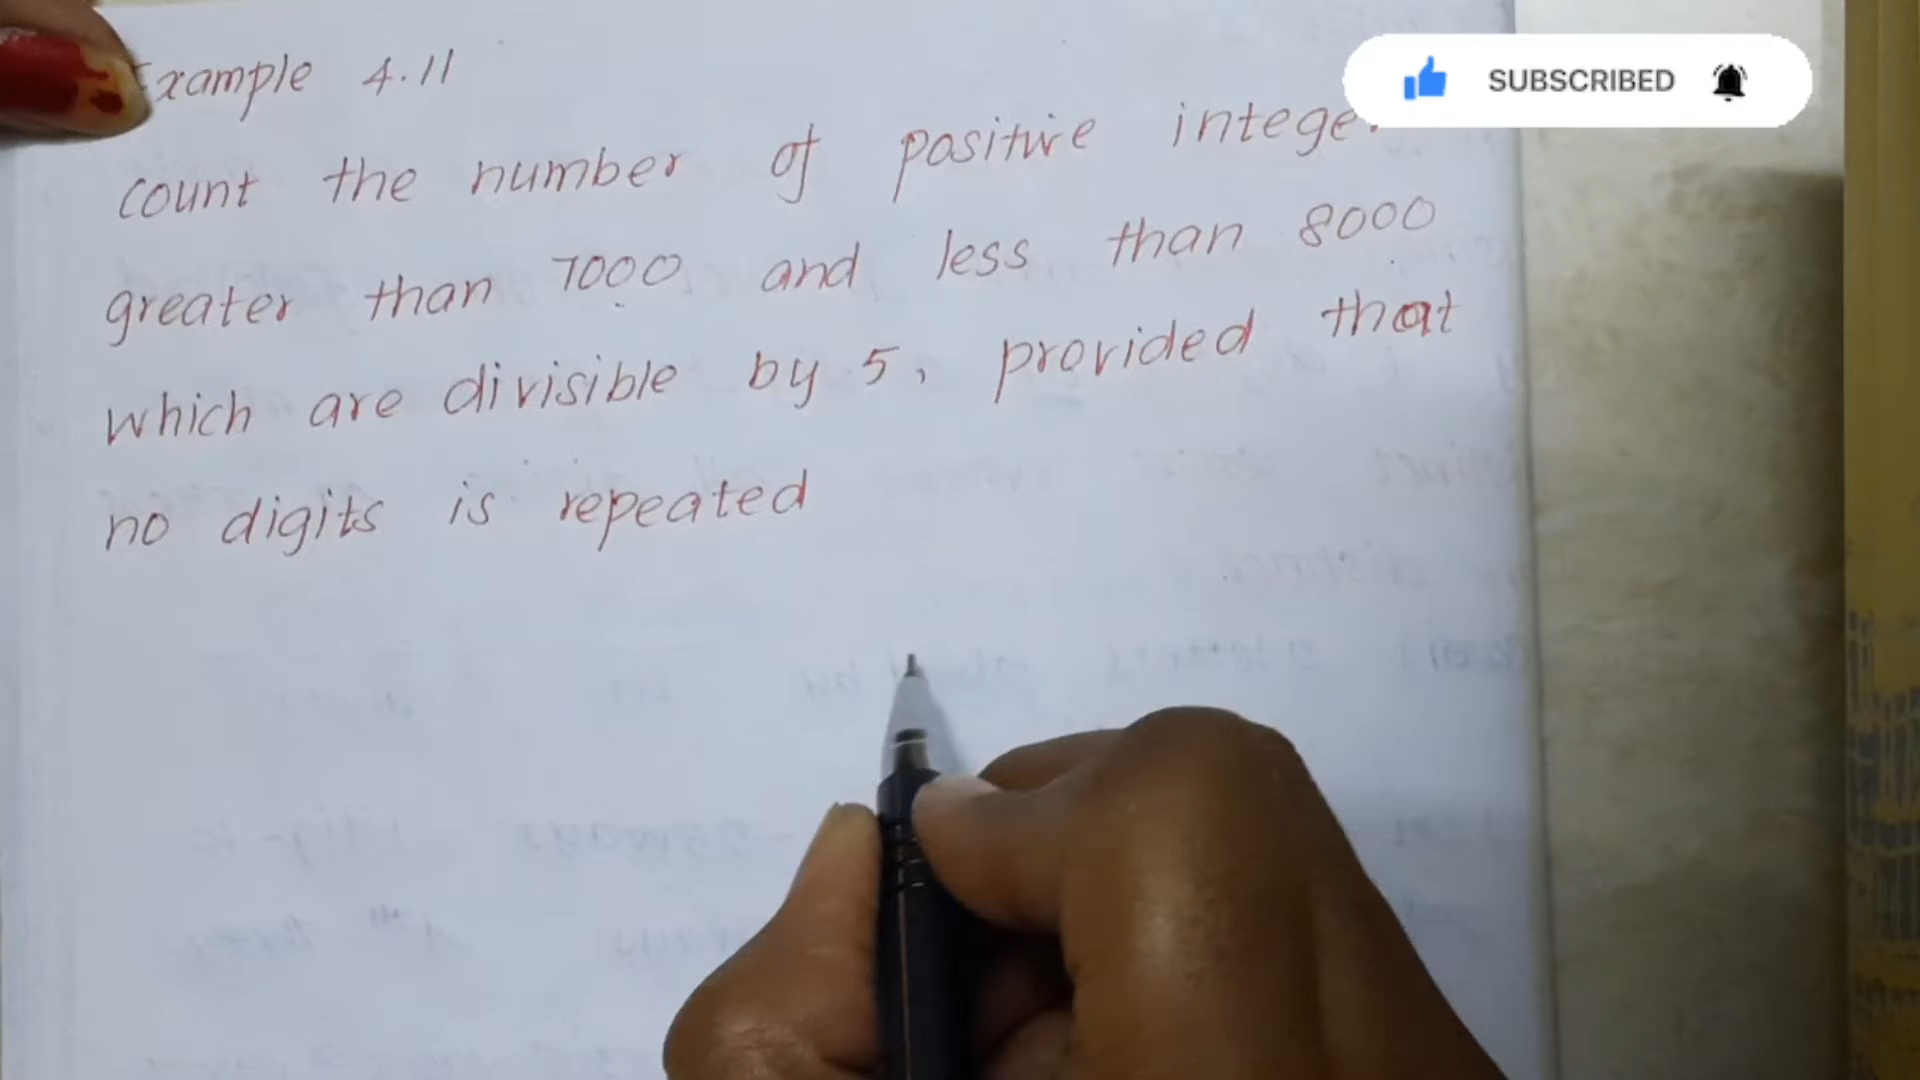 Example 4.11
SUBSCRIBED
count the number of positive intege
greater than 7000 and less than 8000
which are divisible by 5, provided that
no digits is repeated